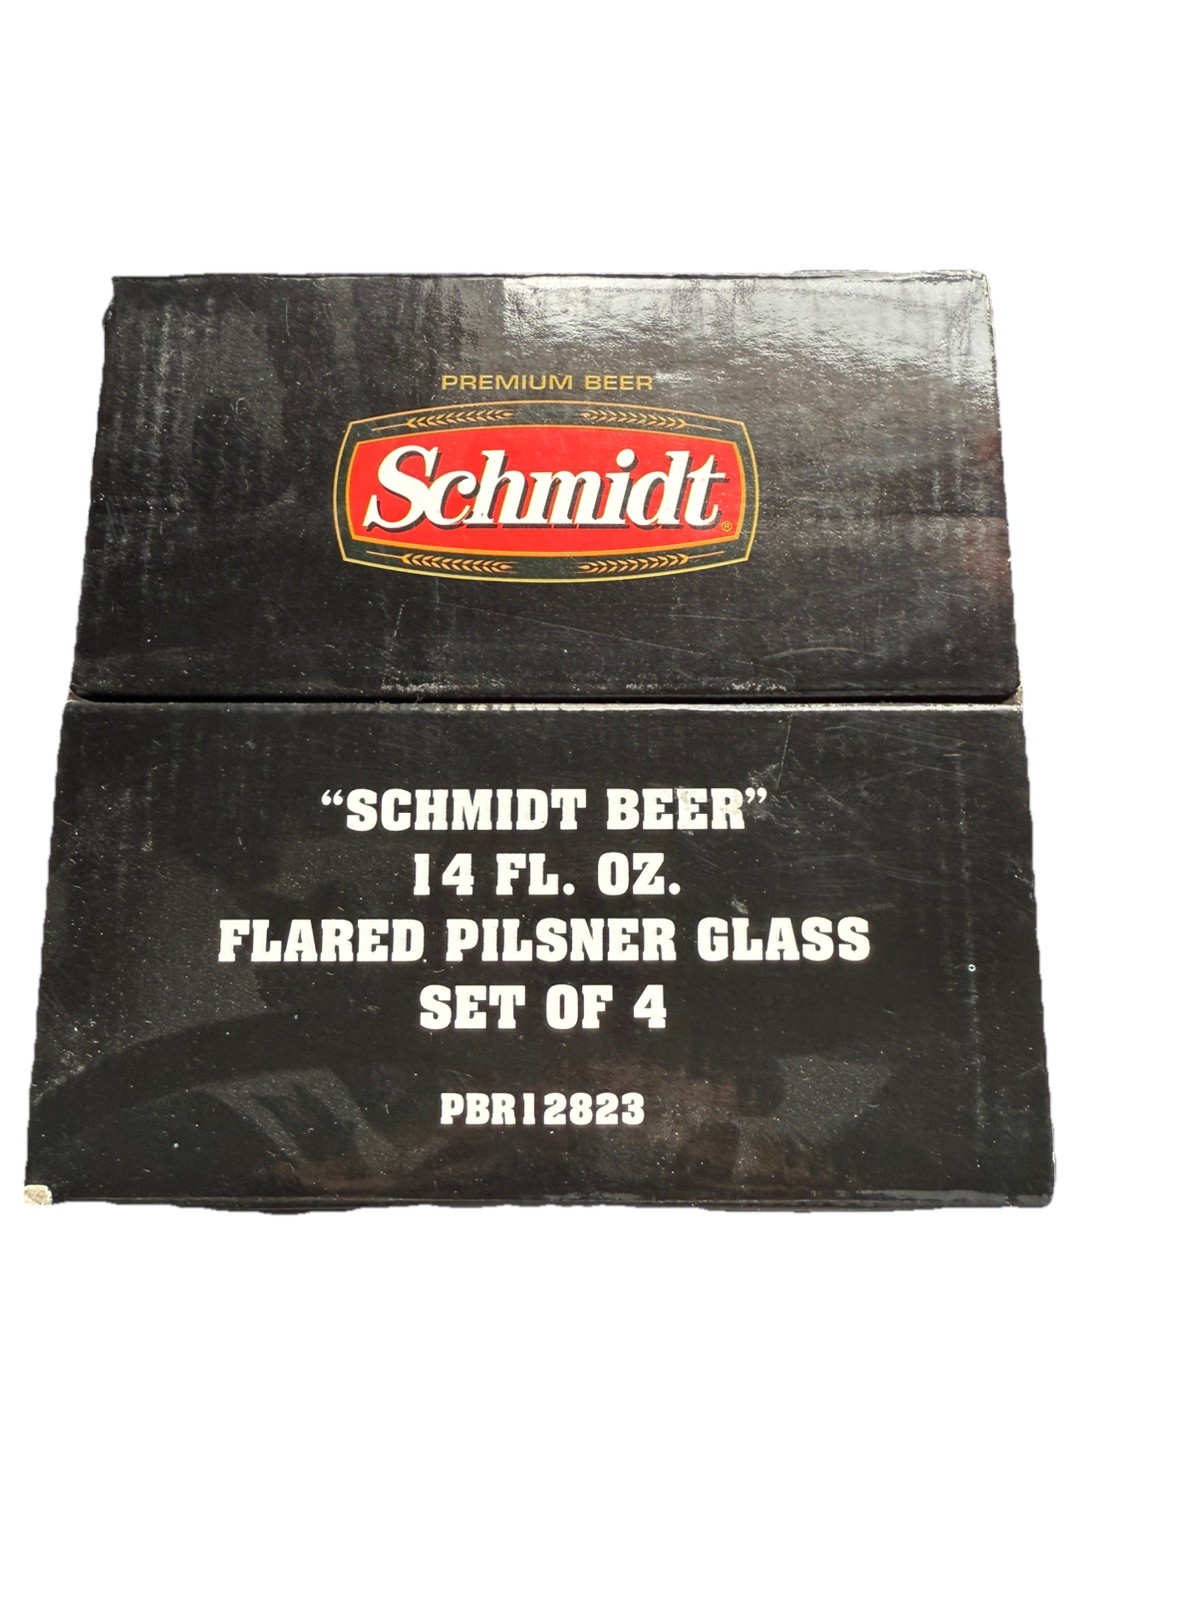 PREMIUM BEER
Schmidt®
“SCHMIDT BEER”
14 FL. OZ.
FLARED PILSNER GLASS
SET OF 4
PBR12823